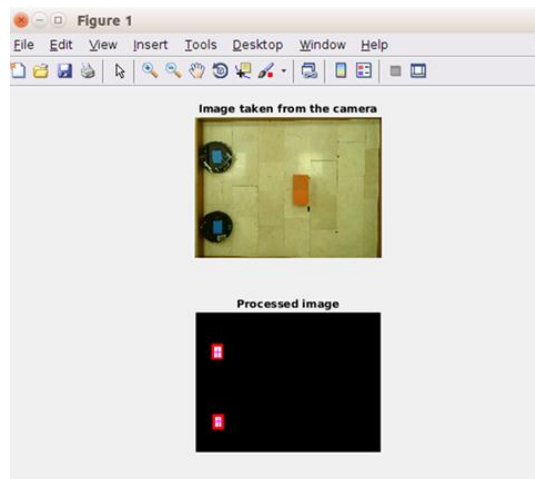 Figure 1
File Edit View Insert Tools Desktop Window Help
Image taken from the camera
Processed image